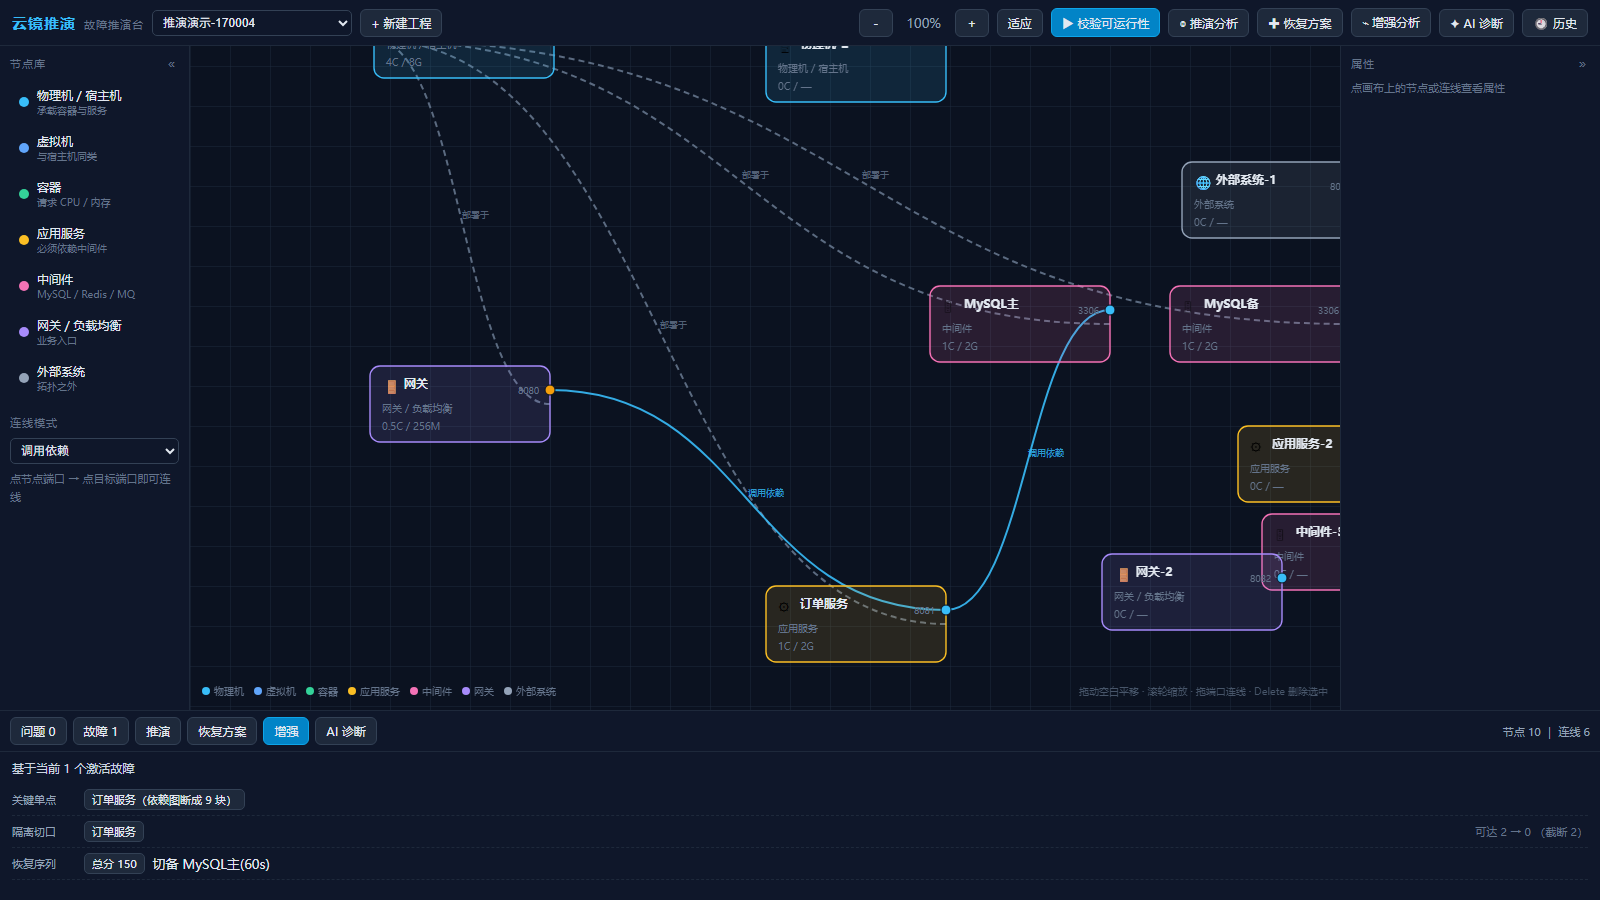 云镜推演 故障推演台 推演演示-170004 + 新建工程 - 100% + 适应 ▶ 校验可运行性 推演分析 恢复方案 增强分析 AI 诊断 历史
节点库 «
物理机 / 宿主机
承载容器与服务
虚拟机
与宿主机同类
容器
请求 CPU / 内存
应用服务
必须依赖中间件
中间件
MySQL / Redis / MQ
网关 / 负载均衡
业务入口
外部系统
拓扑之外
连线模式
调用依赖
点节点端口 → 点目标端口即可连线
4C / 8G
物理机 / 宿主机
0C / —
部署于
部署于
部署于
部署于
外部系统-1
80
外部系统
0C / —
MySQL主
3306
中间件
1C / 2G
MySQL备
3306
中间件
1C / 2G
网关
8080
网关 / 负载均衡
0.5C / 256M
调用依赖
调用依赖
应用服务-2
应用服务
0C / —
中间件-
中间件
0C / —
网关-2
8082
网关 / 负载均衡
0C / —
订单服务
8081
应用服务
1C / 2G
物理机 虚拟机 容器 应用服务 中间件 网关 外部系统
拖动空白平移 · 滚轮缩放 · 拖端口连线 · Delete 删除选中
属性 »
点画布上的节点或连线查看属性
问题 0 故障 1 推演 恢复方案 增强 AI 诊断
节点 10 | 连线 6
基于当前 1 个激活故障
关键单点 订单服务（依赖图断成 9 块）
隔离切口 订单服务 可达 2 → 0 （截断 2）
恢复序列 总分 150 切备 MySQL主(60s)